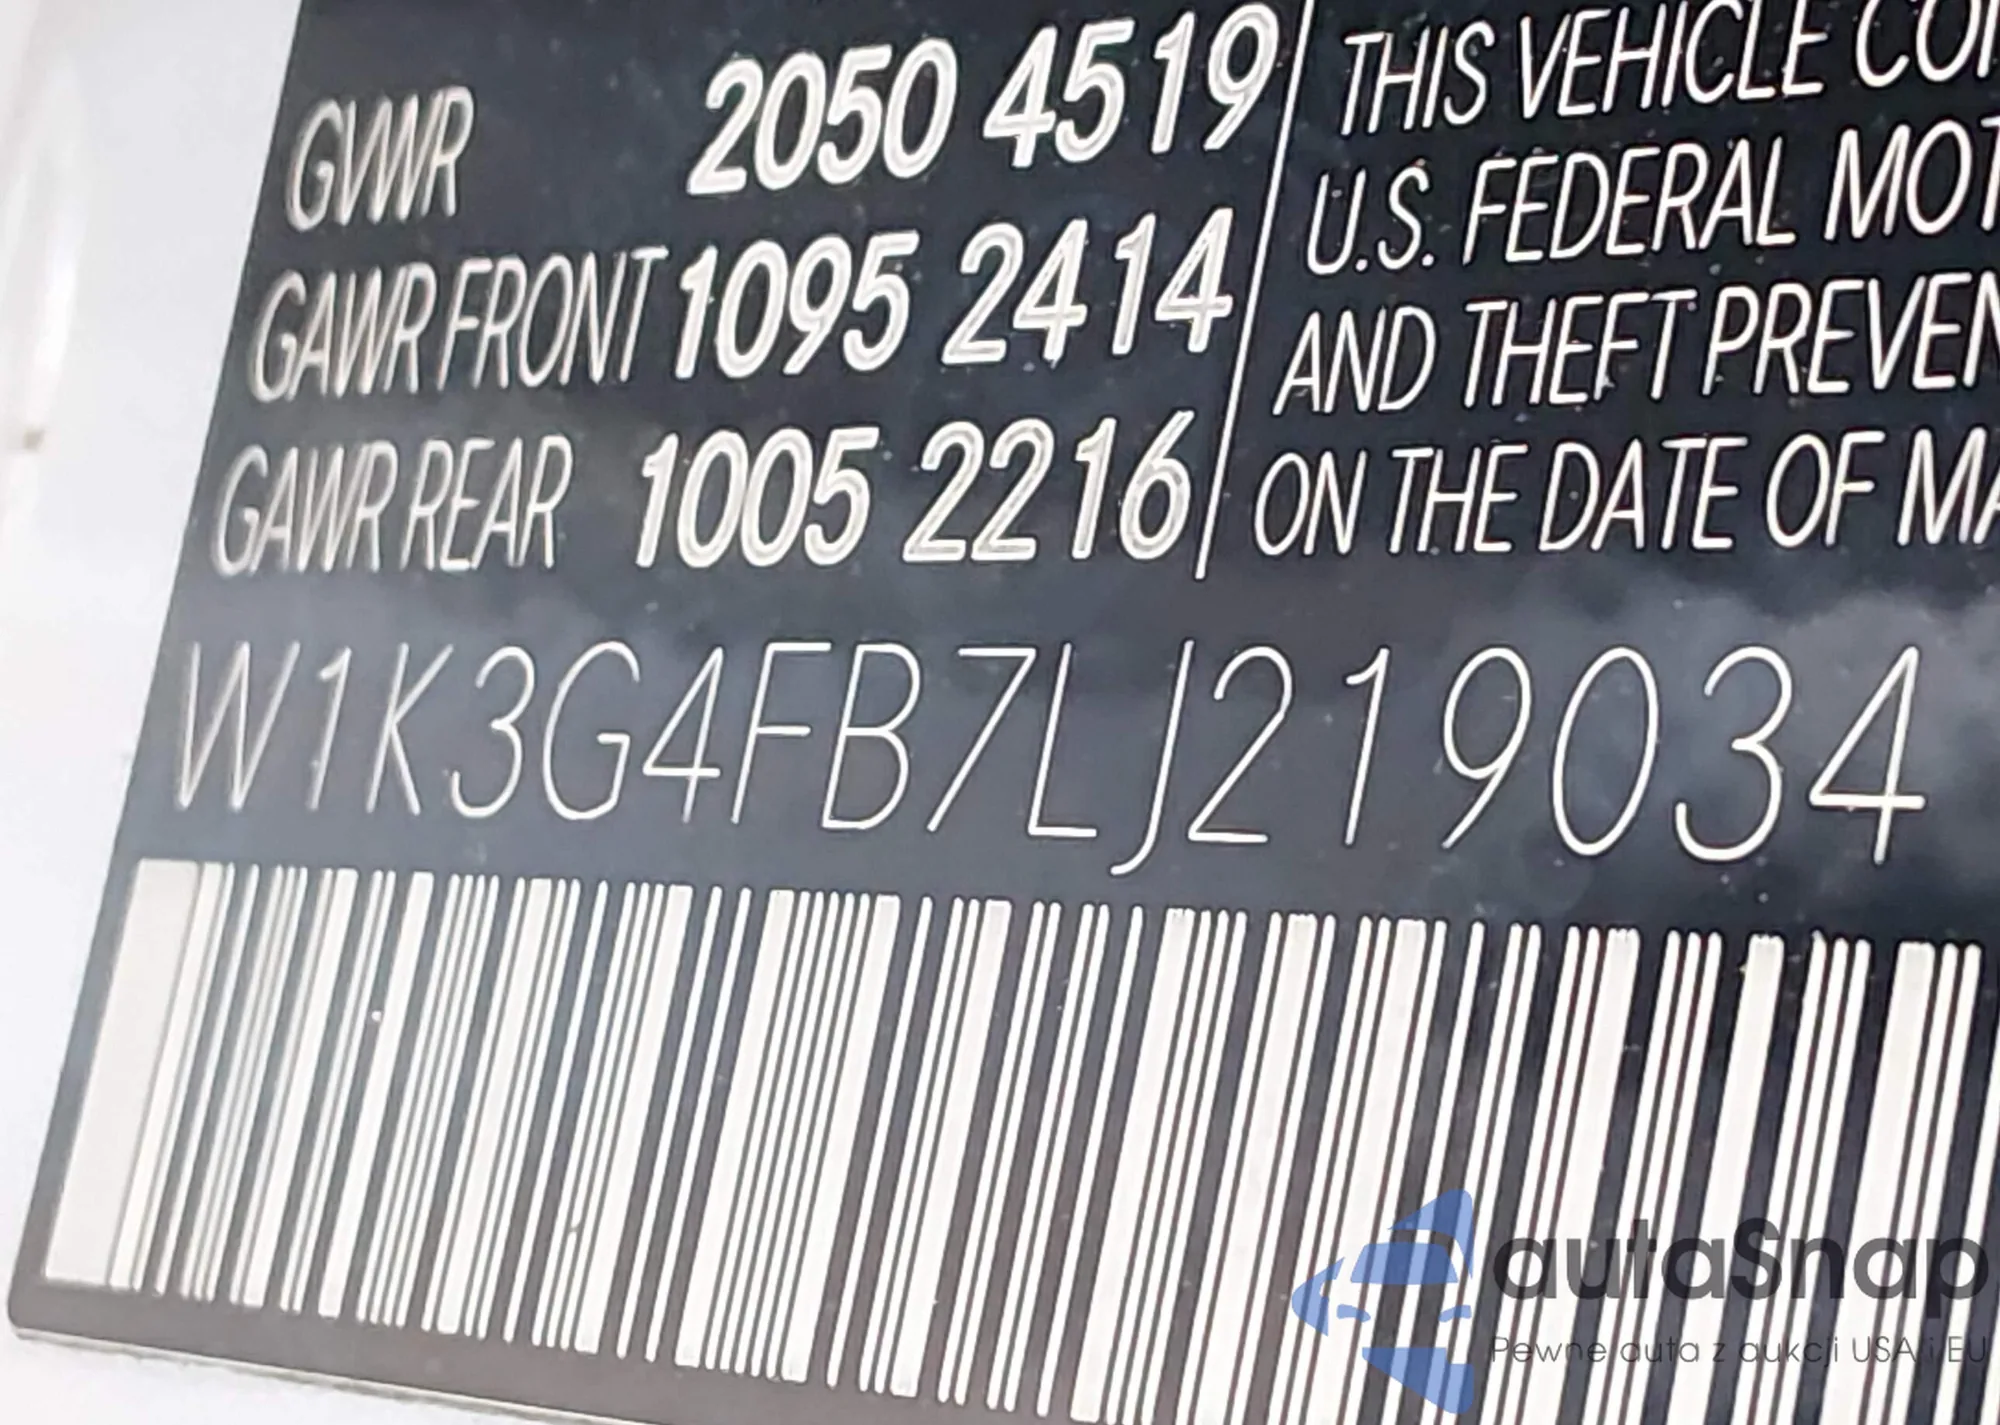 GVWR 2050 4519
GAWR FRONT 1095 2414
GAWR REAR 1005 2216
THIS VEHICLE CO
U.S. FEDERAL MOT
AND THEFT PREVEN
ON THE DATE OF MA
W1K3G4FB7LJ219034
autaSnap
Pewne auta z aukcji USA i EU